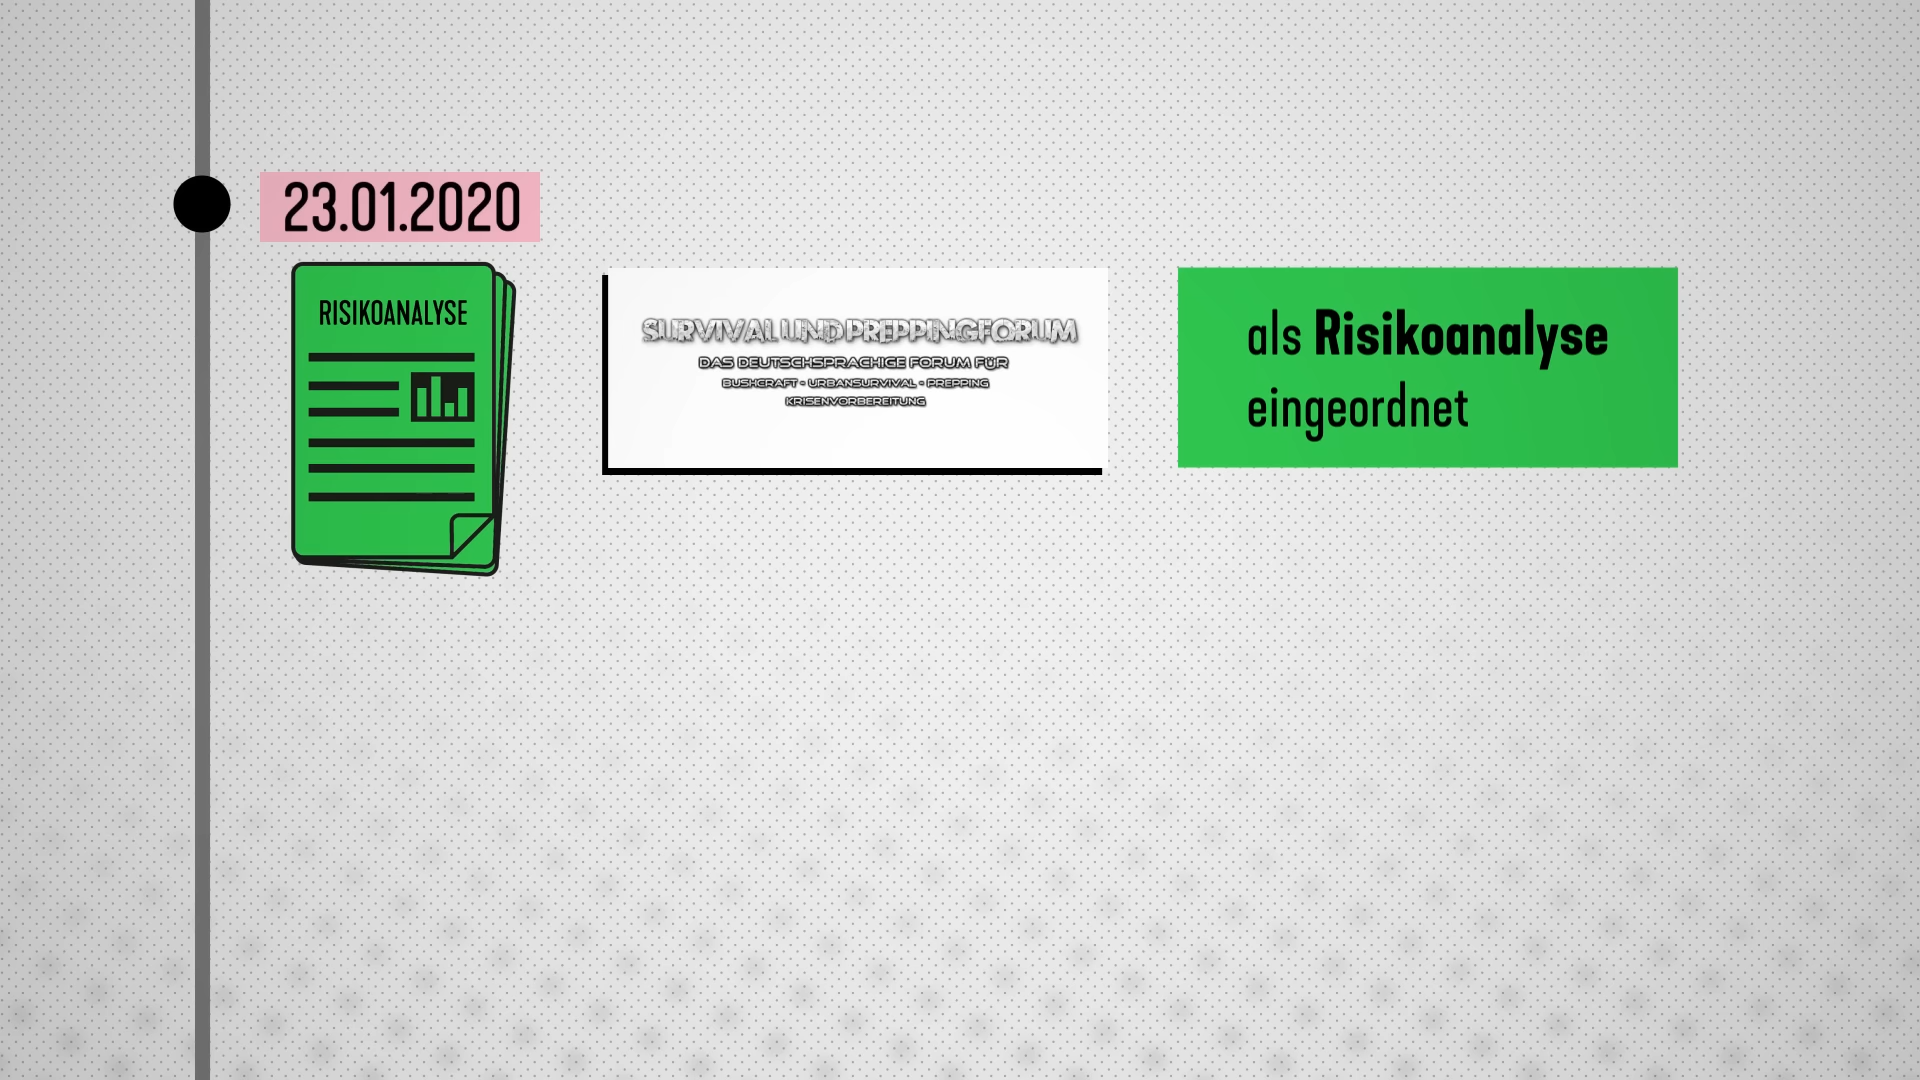 23.01.2020
RISIKOANALYSE
SURVIVAL UND PREPPINGFORUM
DAS DEUTSCHSPRACHIGE FORUM FÜR
BUSHCRAFT - URBANSURVIVAL - PREPPING
KRISENVORBEREITUNG
als Risikoanalyse
eingeordnet